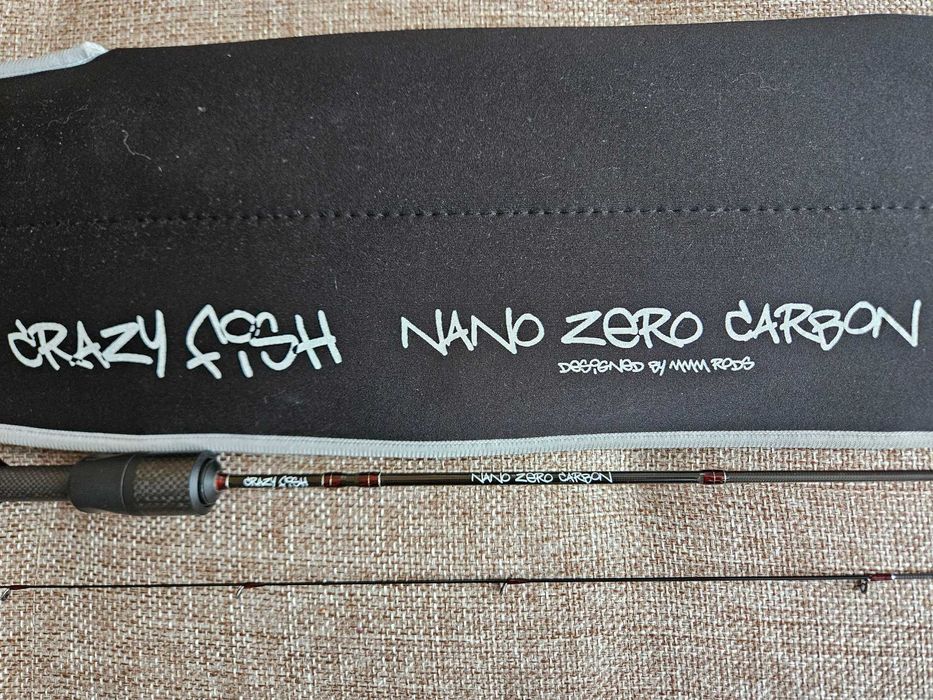 CRAZY FISH NANO ZERO CARBON
DESIGNED BY MMM RODS
CRAZY FISH NANO ZERO CARBON